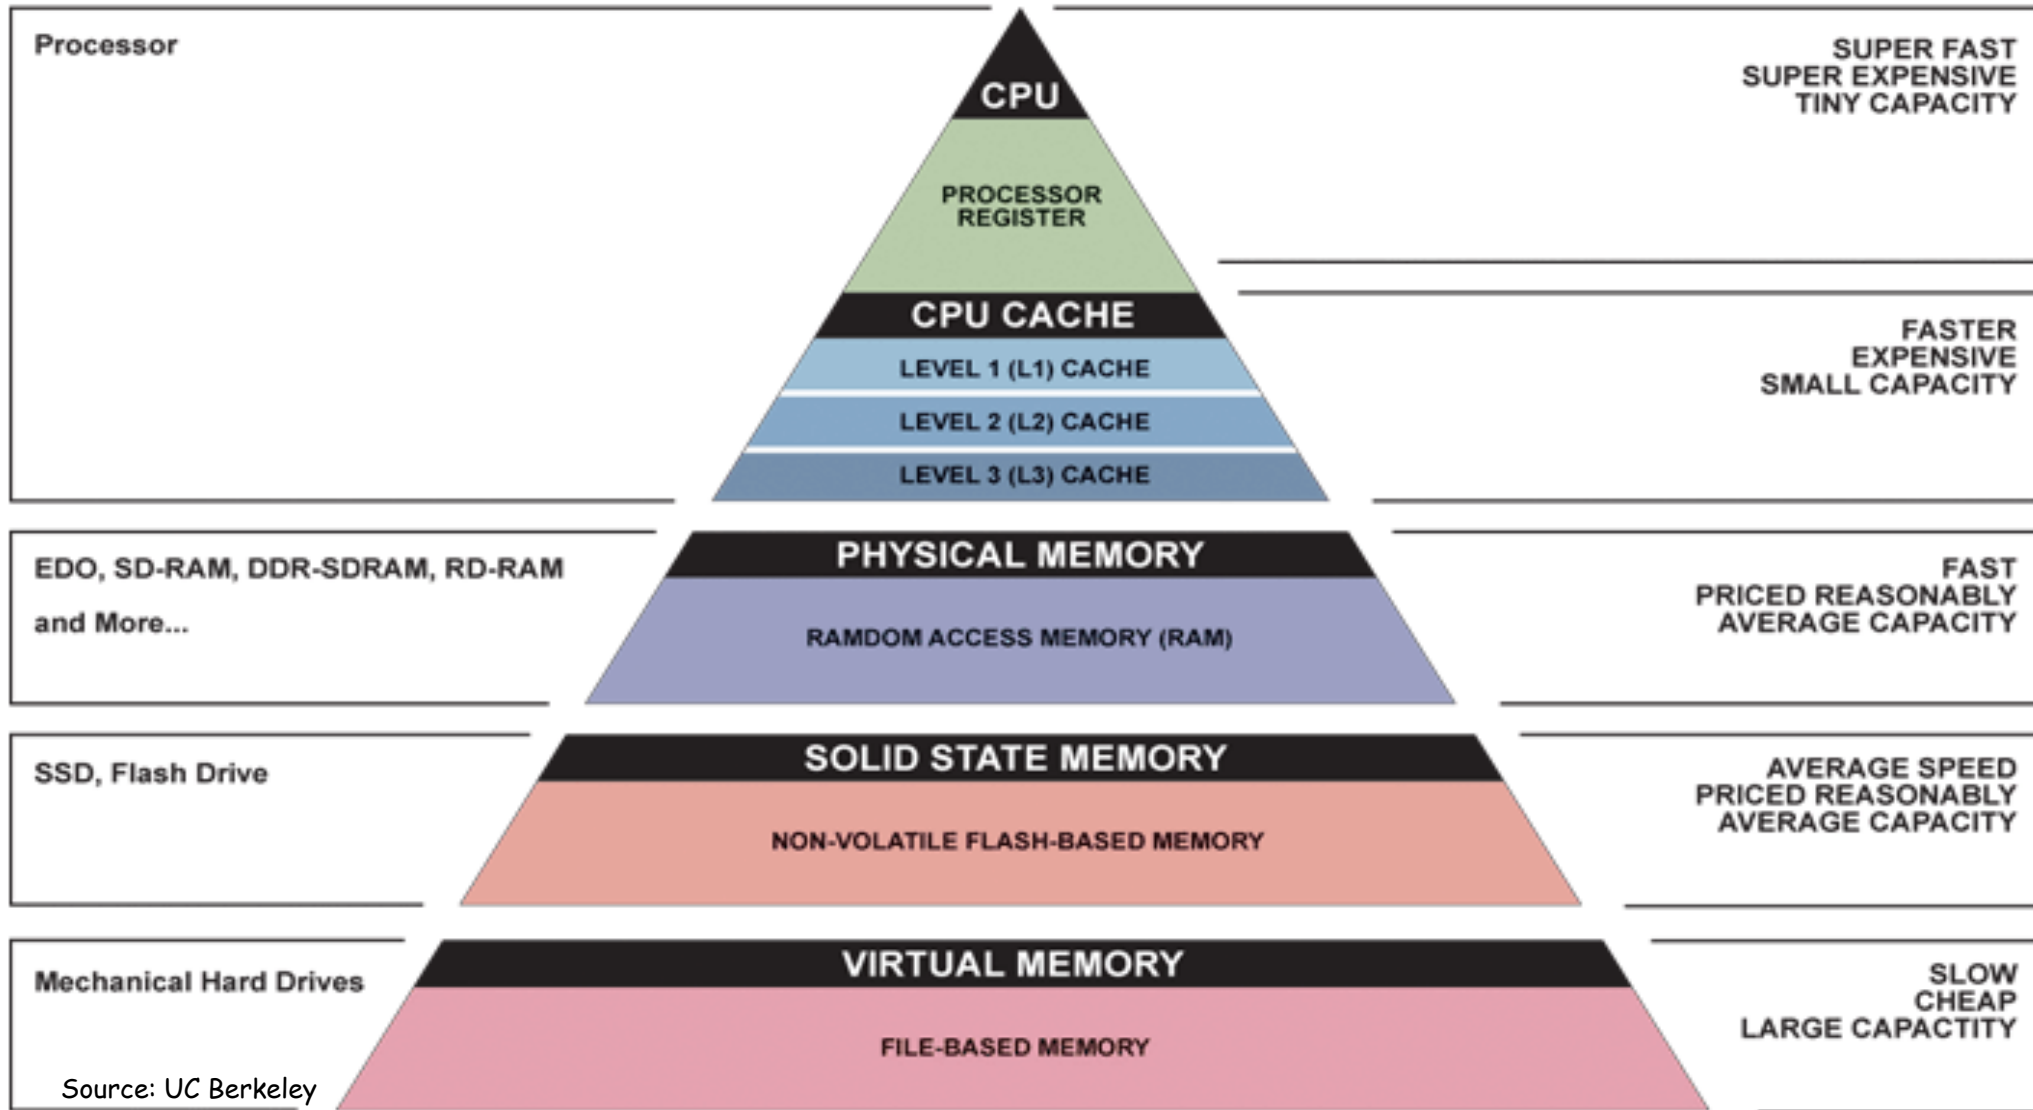 Processor
CPU
SUPER FAST
SUPER EXPENSIVE
TINY CAPACITY
PROCESSOR
REGISTER
CPU CACHE
LEVEL 1 (L1) CACHE
LEVEL 2 (L2) CACHE
LEVEL 3 (L3) CACHE
FASTER
EXPENSIVE
SMALL CAPACITY
EDO, SD-RAM, DDR-SDRAM, RD-RAM
and More...
PHYSICAL MEMORY
RAMDOM ACCESS MEMORY (RAM)
FAST
PRICED REASONABLY
AVERAGE CAPACITY
SSD, Flash Drive
SOLID STATE MEMORY
NON-VOLATILE FLASH-BASED MEMORY
AVERAGE SPEED
PRICED REASONABLY
AVERAGE CAPACITY
Mechanical Hard Drives
VIRTUAL MEMORY
FILE-BASED MEMORY
SLOW
CHEAP
LARGE CAPACTITY
Source: UC Berkeley